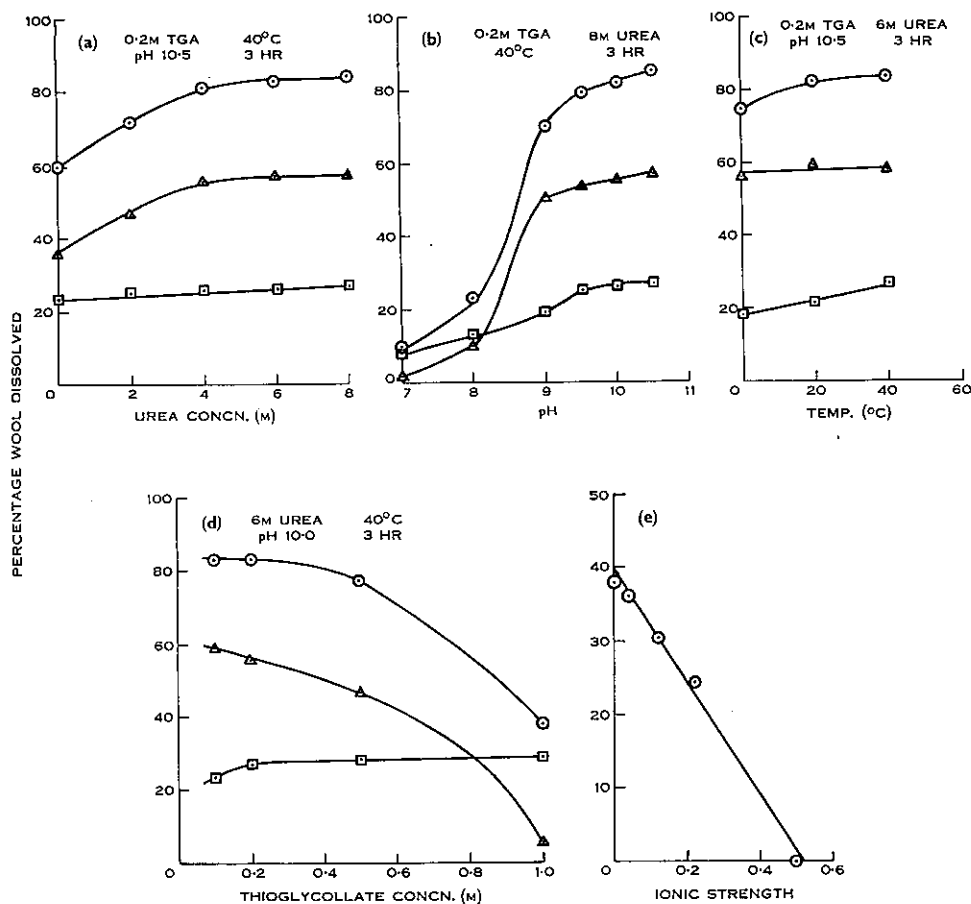 PERCENTAGE WOOL DISSOLVED
(a)
0·2M TGA 40°C
pH 10·5 3 HR
80
60
40
20
0 2 4 6 8
UREA CONCN. (M)
(b)
0·2M TGA 8M UREA
40°C 3 HR
100
80
60
40
20
0
7 8 9 10 11
pH
(c)
0·2M TGA 6M UREA
pH 10·5 3 HR
100
80
60
40
20
0 20 40 60
TEMP. (°C)
(d)
6M UREA 40°C
pH 10·0 3 HR
100
80
60
40
20
0 0·2 0·4 0·6 0·8 1·0
THIOGLYCOLLATE CONCN. (M)
(e)
50
40
30
20
10
0 0·2 0·4 0·6
IONIC STRENGTH